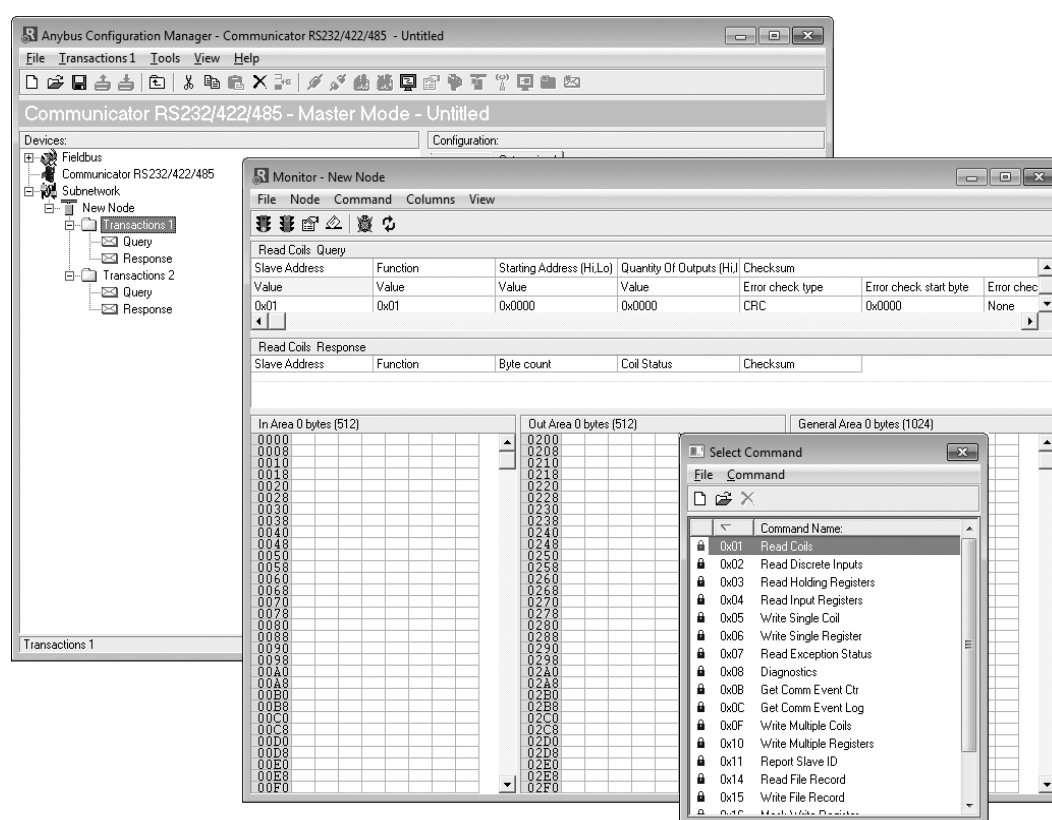 Anybus Configuration Manager - Communicator RS232/422/485 - Untitled
File Transactions 1 Tools View Help
Communicator RS232/422/485 - Master Mode - Untitled
Devices:
Configuration:
Fieldbus
Communicator RS232/422/485
Subnetwork
New Node
Transactions 1
Query
Response
Transactions 2
Query
Response
Transactions 1
Monitor - New Node
File Node Command Columns View
Read Coils Query
Slave Address Function Starting Address (Hi,Lo) Quantity Of Outputs (Hi,l Checksum
Value Value Value Value Error check type Error check start byte Error chec
0x01 0x01 0x0000 0x0000 CRC 0x0000 None
Read Coils Response
Slave Address Function Byte count Coil Status Checksum
In Area 0 bytes (512) Out Area 0 bytes (512) General Area 0 bytes (1024)
0000 0200
0008 0208
0010 0210
0018 0218
0020 0220
0028 0228
0030 0230
0038 0238
0040 0240
0048 0248
0050 0250
0058 0258
0060 0260
0068 0268
0070 0270
0078 0278
0080 0280
0088 0288
0090 0290
0098 0298
00A0 02A0
00A8 02A8
00B0 02B0
00B8 02B8
00C0 02C0
00C8 02C8
00D0 02D0
00D8 02D8
00E0 02E0
00E8 02E8
00F0 02F0
Select Command
File Command
Command Name:
0x01 Read Coils
0x02 Read Discrete Inputs
0x03 Read Holding Registers
0x04 Read Input Registers
0x05 Write Single Coil
0x06 Write Single Register
0x07 Read Exception Status
0x08 Diagnostics
0x0B Get Comm Event Ctr
0x0C Get Comm Event Log
0x0F Write Multiple Coils
0x10 Write Multiple Registers
0x11 Report Slave ID
0x14 Read File Record
0x15 Write File Record